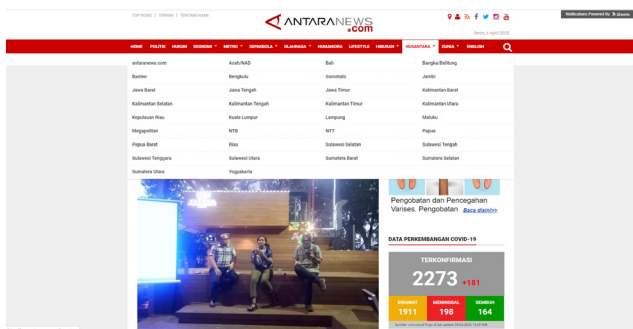 TOP NEWS | TERKINI | TENTANG KAMI
ANTARANEWS
.com
Senin, 6 April 2020
Notifications Powered By
HOME POLITIK HUKUM EKONOMI METRO SEPAKBOLA OLAHRAGA HUMANIORA LIFESTYLE HIBURAN NUSANTARA DUNIA ENGLISH
antaranews.com Aceh/NAD Bali Bangka/Belitung
Banten Bengkulu Gorontalo Jambi
Jawa Barat Jawa Tengah Jawa Timur Kalimantan Barat
Kalimantan Selatan Kalimantan Tengah Kalimantan Timur Kalimantan Utara
Kepulauan Riau Kuala Lumpur Lampung Maluku
Megapolitan NTB NTT Papua
Papua Barat Riau Sulawesi Selatan Sulawesi Tengah
Sulawesi Tenggara Sulawesi Utara Sumatera Barat Sumatera Selatan
Sumatera Utara Yogyakarta
Pengobatan dan Pencegahan
Varises. Pengobatan Baca disini>>
DATA PERKEMBANGAN COVID-19
TERKONFIRMASI
2273 +181
DIRAWAT MENINGGAL SEMBUH
1911 198 164